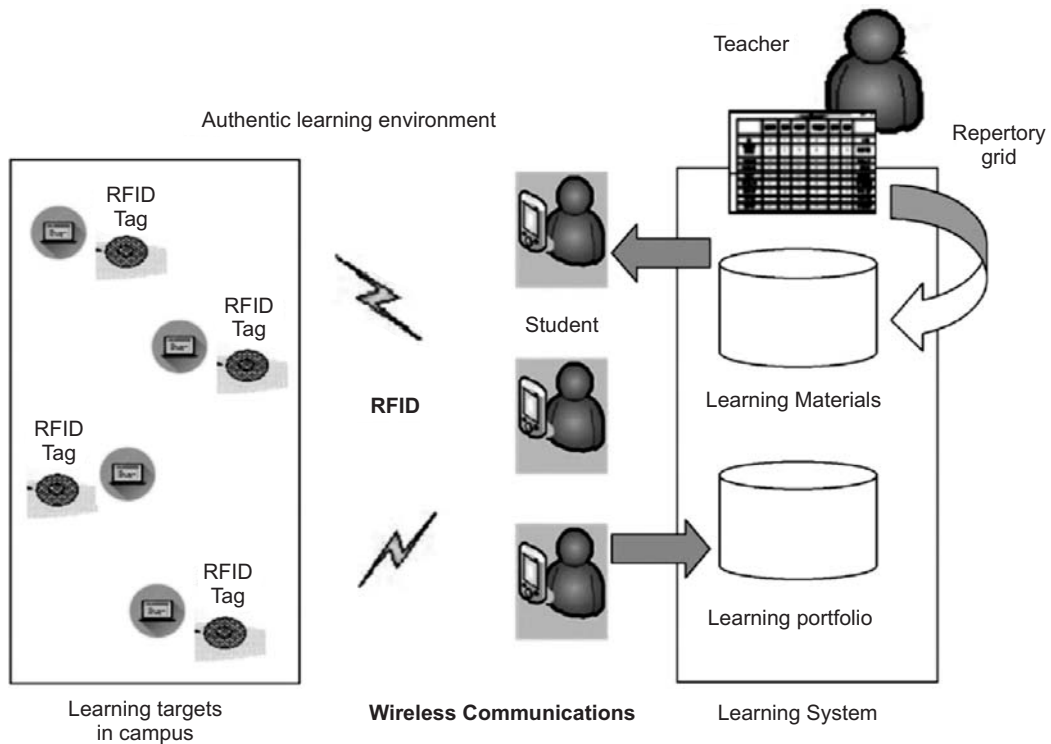 Teacher
Authentic learning environment
Repertory
grid
RFID
Tag
RFID
Tag
Student
RFID
Learning Materials
RFID
Tag
RFID
Tag
Learning portfolio
Learning targets
in campus
Wireless Communications
Learning System